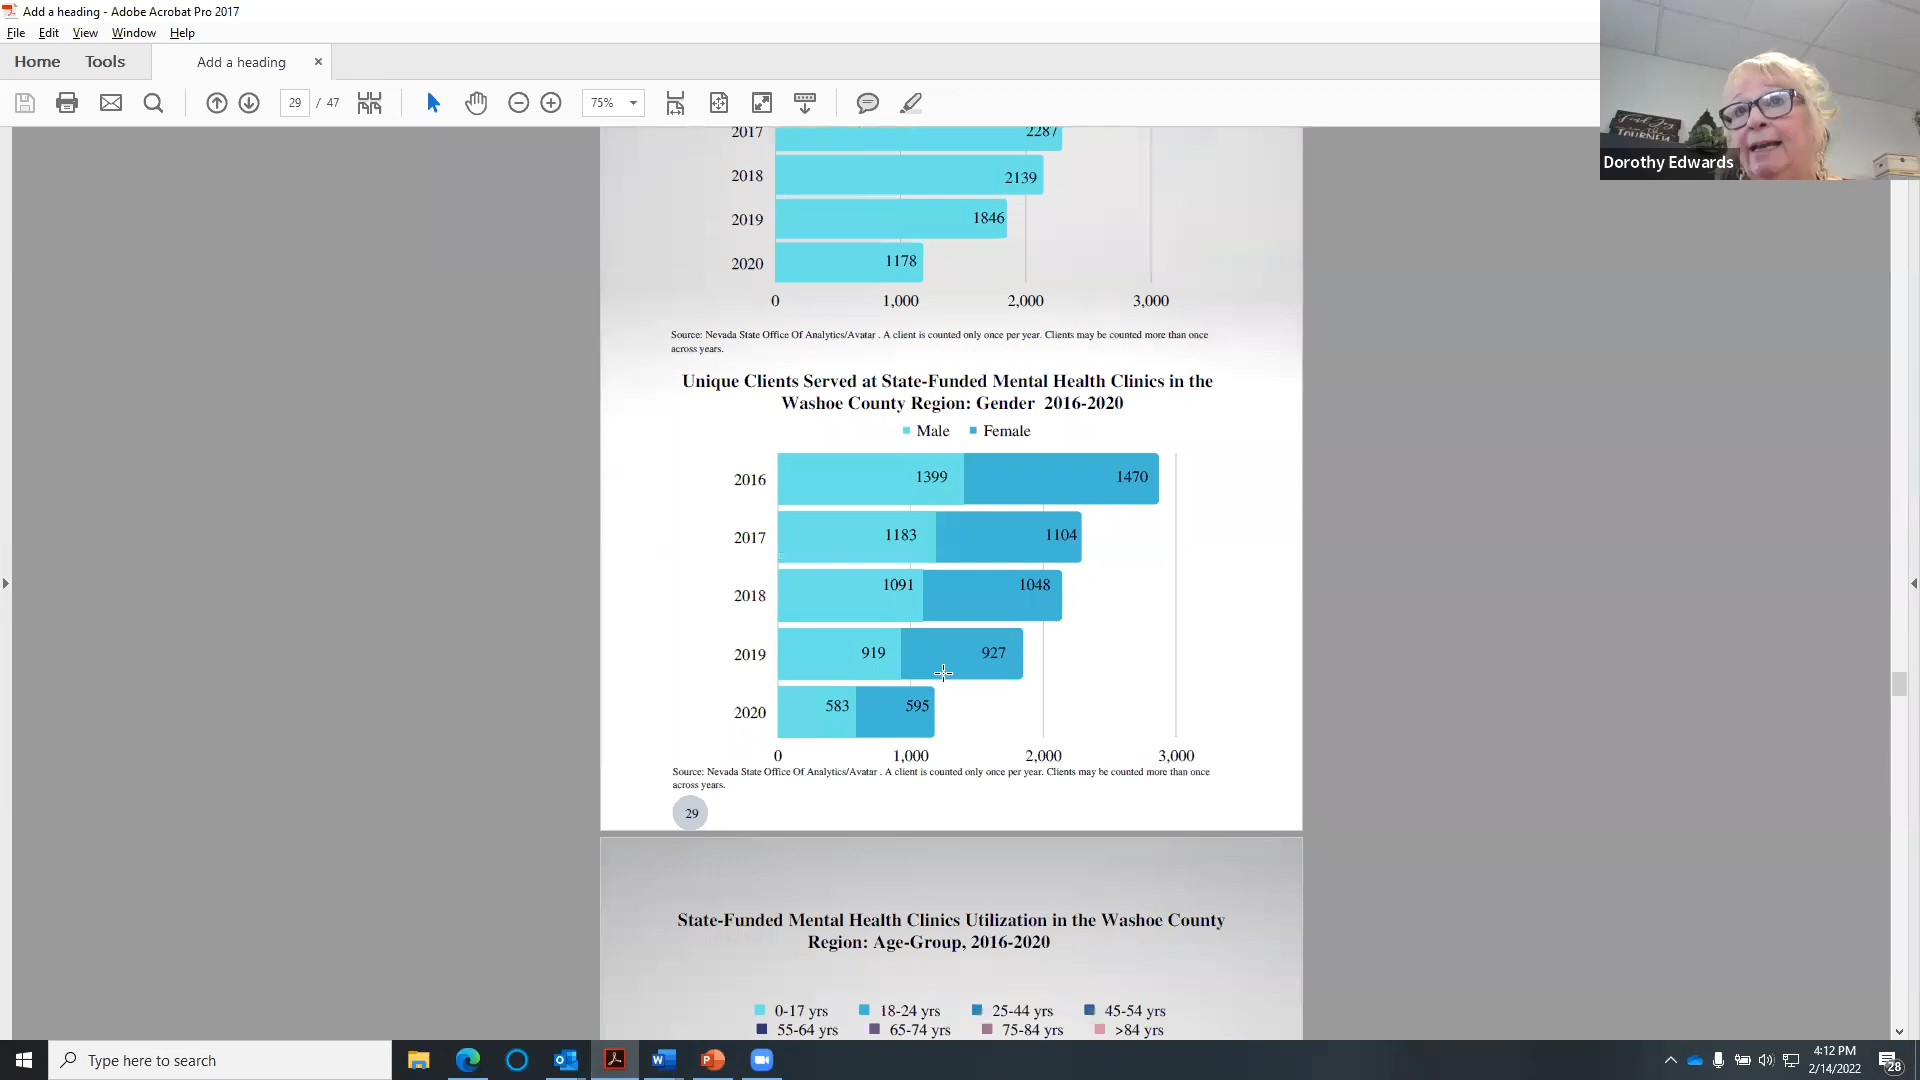 Add a heading - Adobe Acrobat Pro 2017
File Edit View Window Help
Home Tools Add a heading ×
29 / 47 75%
2017 2287
2018 2139
2019 1846
2020 1178
0 1,000 2,000 3,000
Source: Nevada State Office Of Analytics/Avatar . A client is counted only once per year. Clients may be counted more than once
across years.
Unique Clients Served at State-Funded Mental Health Clinics in the
Washoe County Region: Gender 2016-2020
Male Female
2016 1399 1470
2017 1183 1104
2018 1091 1048
2019 919 927
2020 583 595
0 1,000 2,000 3,000
Source: Nevada State Office Of Analytics/Avatar . A client is counted only once per year. Clients may be counted more than once
across years.
29
State-Funded Mental Health Clinics Utilization in the Washoe County
Region: Age-Group, 2016-2020
0-17 yrs 18-24 yrs 25-44 yrs 45-54 yrs
55-64 yrs 65-74 yrs 75-84 yrs >84 yrs
Find Joy
JOURNEY
Dorothy Edwards
Type here to search
4:12 PM
2/14/2022
28